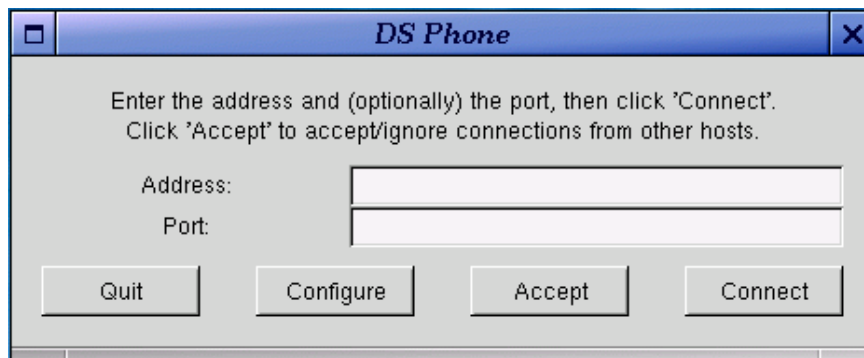 DS Phone
Enter the address and (optionally) the port, then click 'Connect'.
Click 'Accept' to accept/ignore connections from other hosts.
Address:
Port:
Quit Configure Accept Connect